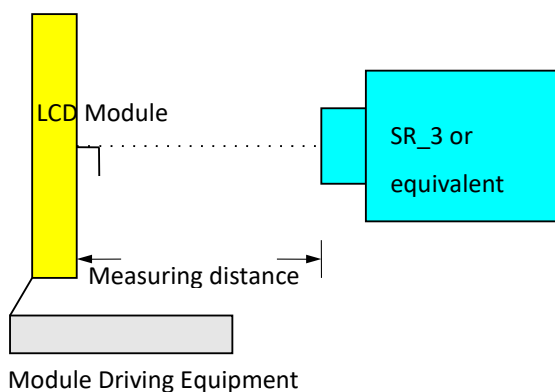 LCD Module
SR_3 or
equivalent
Measuring distance
Module Driving Equipment